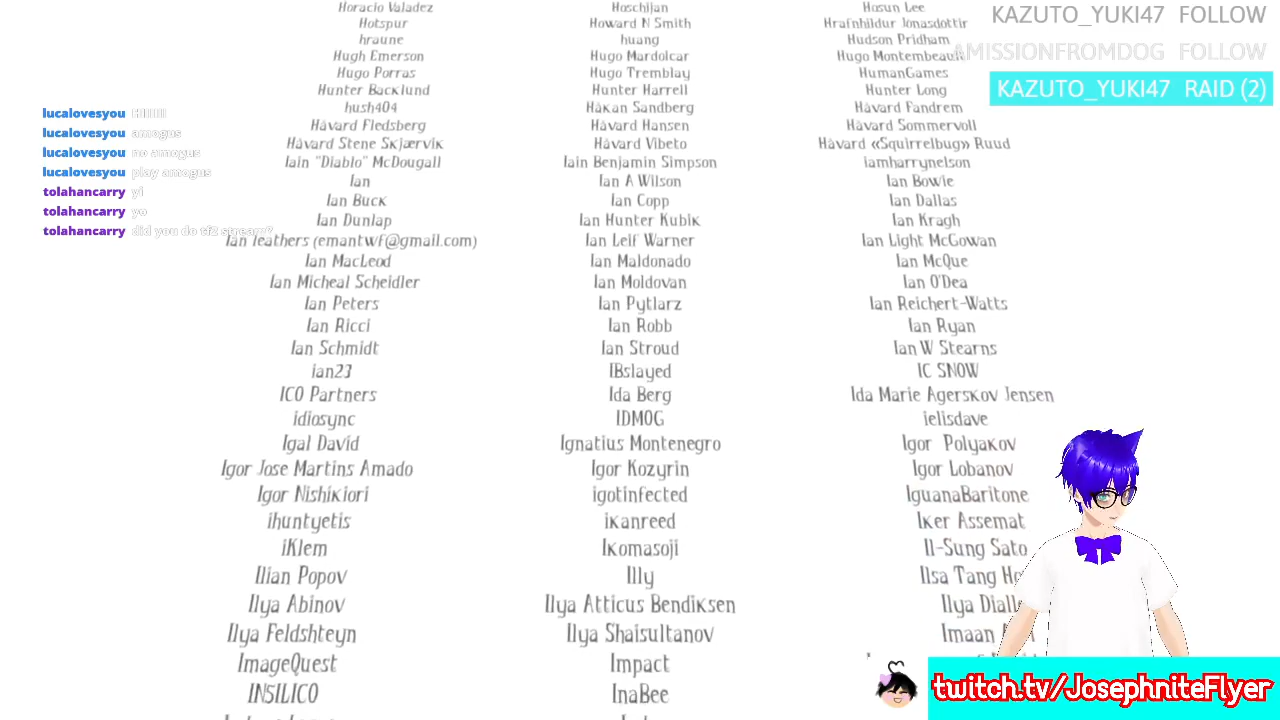 Horacio Valadez Hoschijan Hosun Lee
Hotspur Howard N Smith Hrafnhildur Jonasdottir
hraune huang Hudson Pridham
Hugh Emerson Hugo Mardolcar Hugo Montembeault
Hugo Porras Hugo Tremblay HumanGames
Hunter Backlund Hunter Harrell Hunter Long
hush404 Håkan Sandberg Håvard Fandrem
Håvard Fledsberg Håvard Hansen Håvard Sommervoll
Håvard Stene Skjærvik Håvard Vibeto Håvard «Squirrelbug» Ruud
Iain "Diablo" McDougall Iain Benjamin Simpson iamharrynelson
Ian Ian A Wilson Ian Bowie
Ian Buck Ian Copp Ian Dallas
Ian Dunlap Ian Hunter Kubik Ian Kragh
Ian leathers (emantwf@gmail.com) Ian Leif Warner Ian Light McGowan
Ian MacLeod Ian Maldonado Ian McQue
Ian Micheal Scheidler Ian Moldovan Ian O'Dea
Ian Peters Ian Pytlarz Ian Reichert-Watts
Ian Ricci Ian Robb Ian Ryan
Ian Schmidt Ian Stroud Ian W Stearns
ian23 IBslayed IC SNOW
ICO Partners Ida Berg Ida Marie Agerskov Jensen
idiosync IDMOG ielisdave
Igal David Ignatius Montenegro Igor Polyakov
Igor Jose Martins Amado Igor Kozyrin Igor Lobanov
Igor Nishikiori igotinfected IguanaBaritone
ihuntyetis ikanreed Iker Assemat
iKlem Ikomasoji Il-Sung Sato
Ilian Popov Illy Ilsa Tang
Ilya Abinov Ilya Atticus Bendiksen Ilya
Ilya Feldshteyn Ilya Shaisultanov Imaan
ImageQuest Impact
INSILICO InaBee
KAZUTO_YUKI47 FOLLOW
AMISSIONFROMDOG FOLLOW
KAZUTO_YUKI47 RAID (2)
lucalovesyou HIIIIII
lucalovesyou amogus
lucalovesyou no amogus
lucalovesyou play amogus
tolahancarry yi
tolahancarry yo
tolahancarry did you do tf2 stream?
twitch.tv/JosephniteFlyer